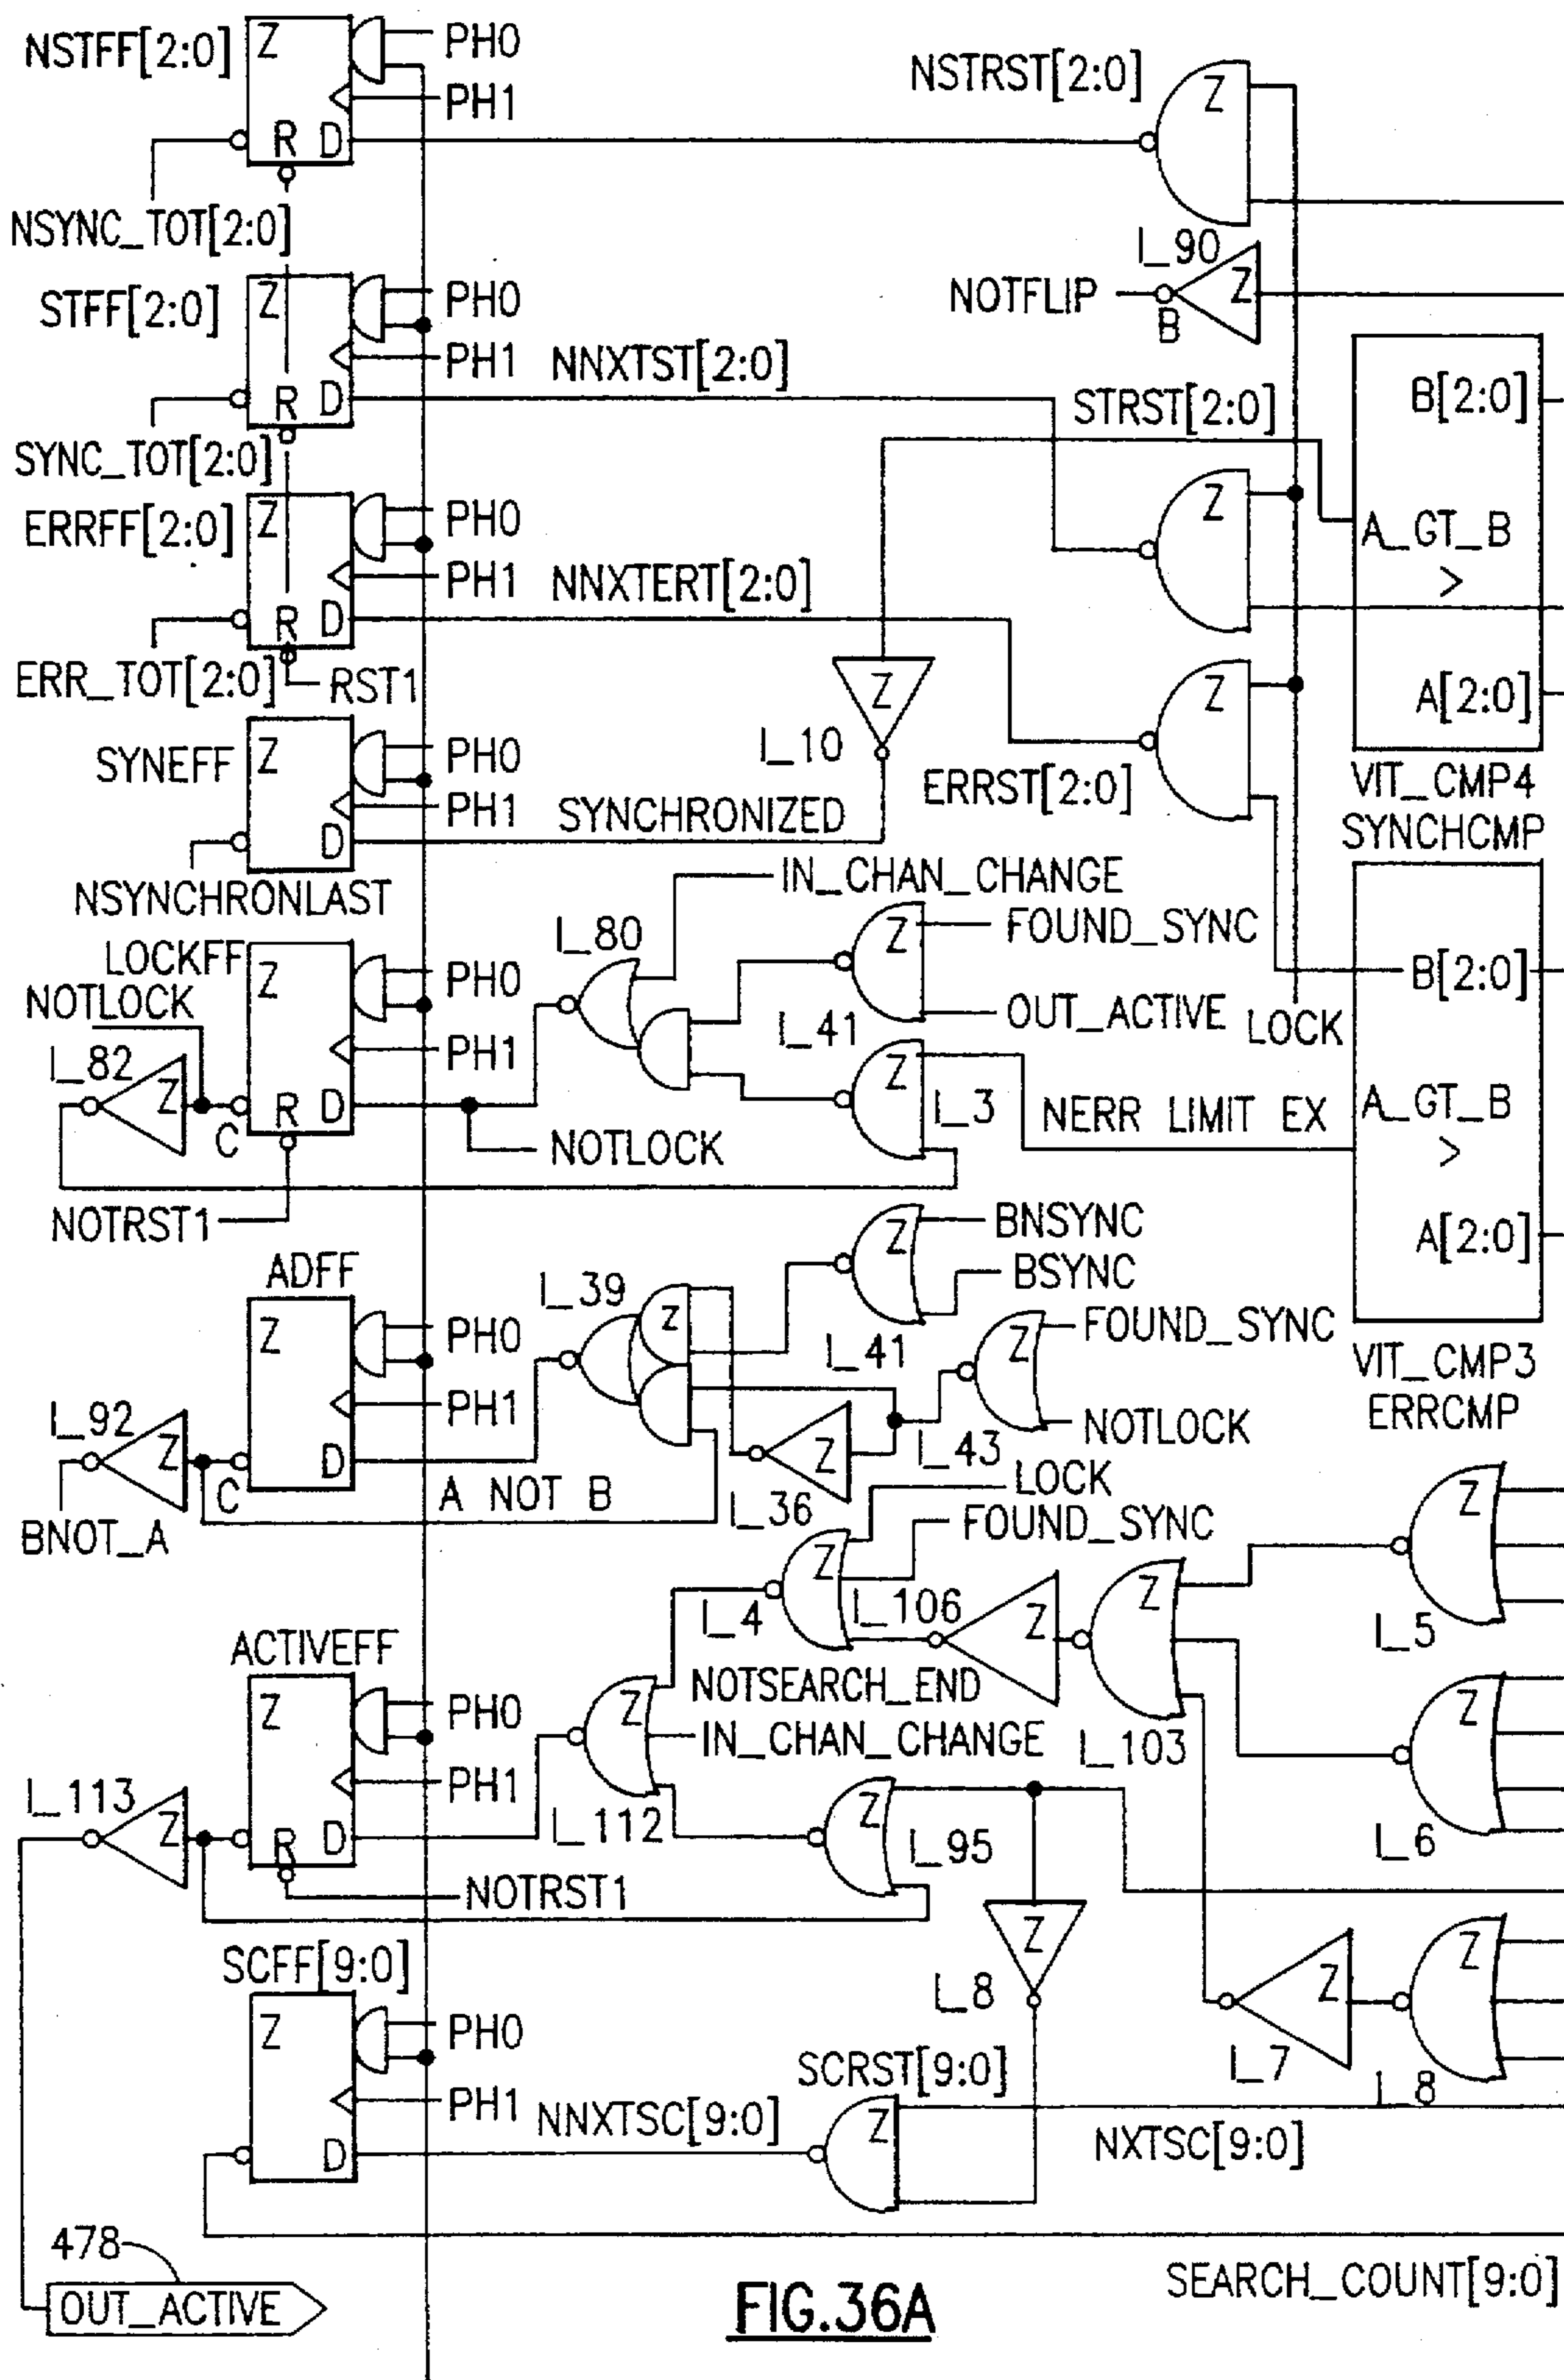 NSTFF[2:0]
Z
PH0
PH1
R D
NSYNC_TOT[2:0]
NSTRST[2:0]
Z
I_90
NOTFLIP
B
Z
STFF[2:0]
Z
PH0
PH1
R D
NNXTST[2:0]
SYNC_TOT[2:0]
STRST[2:0]
Z
B[2:0]
A_GT_B
>
A[2:0]
VIT_CMP4
SYNCHCMP
ERRFF[2:0]
Z
PH0
PH1
R D
NNXTERT[2:0]
ERR_TOT[2:0]
RST1
Z
I_10
Z
ERRST[2:0]
SYNEFF
Z
PH0
PH1
D
SYNCHRONIZED
NSYNCHRONLAST
IN_CHAN_CHANGE
I_80
Z
FOUND_SYNC
OUT_ACTIVE
LOCK
I_41
LOCKFF
NOTLOCK
Z
PH0
PH1
I_82
Z
C
R D
NOTLOCK
NOTRST1
Z
I_3
NERR LIMIT EX
B[2:0]
A_GT_B
>
A[2:0]
VIT_CMP3
ERRCMP
ADFF
Z
PH0
PH1
D
I_39
Z
Z
BNSYNC
BSYNC
I_41
Z
FOUND_SYNC
NOTLOCK
I_43
I_92
Z
C
BNOT_A
A NOT B
I_36
Z
LOCK
FOUND_SYNC
Z
I_4
I_106
Z
Z
I_103
Z
I_5
Z
I_6
ACTIVEFF
Z
PH0
PH1
R D
NOTSEARCH_END
Z
IN_CHAN_CHANGE
I_112
I_113
Z
NOTRST1
Z
I_95
Z
I_8
Z
I_7
Z
I_8
SCFF[9:0]
Z
PH0
PH1
D
NNXTSC[9:0]
SCRST[9:0]
Z
NXTSC[9:0]
478
OUT_ACTIVE
SEARCH_COUNT[9:0]
FIG.36A